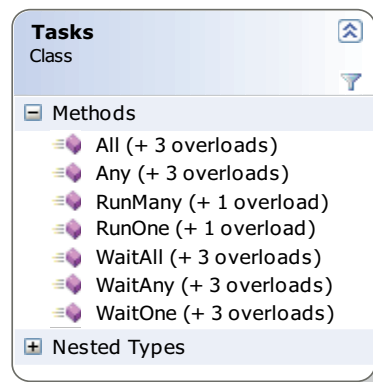 Tasks
Class
Methods
All (+ 3 overloads)
Any (+ 3 overloads)
RunMany (+ 1 overload)
RunOne (+ 1 overload)
WaitAll (+ 3 overloads)
WaitAny (+ 3 overloads)
WaitOne (+ 3 overloads)
Nested Types